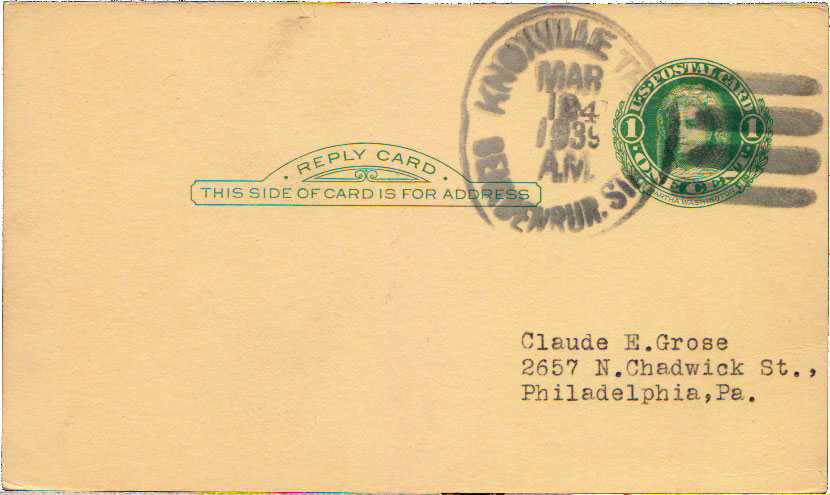 KNOXVILLE
MAR
193
A.M.
U.S. POSTAL CARD
1 1
ONE CENT
MARTHA WASHINGTON
· REPLY CARD ·
THIS SIDE OF CARD IS FOR ADDRESS
Claude E.Grose
2657 N.Chadwick St.,
Philadelphia,Pa.